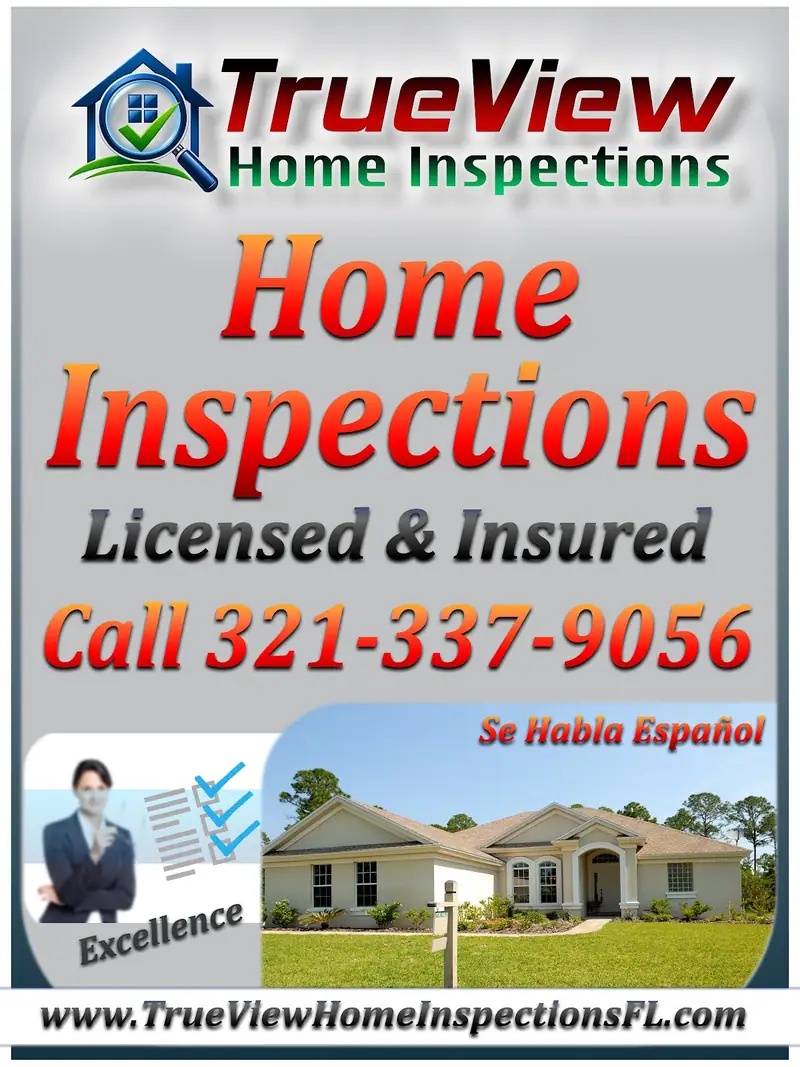 TrueView
Home Inspections
Home
Inspections
Licensed & Insured
Call 321-337-9056
Se Habla Español
Excellence
www.TrueViewHomeInspectionsFL.com